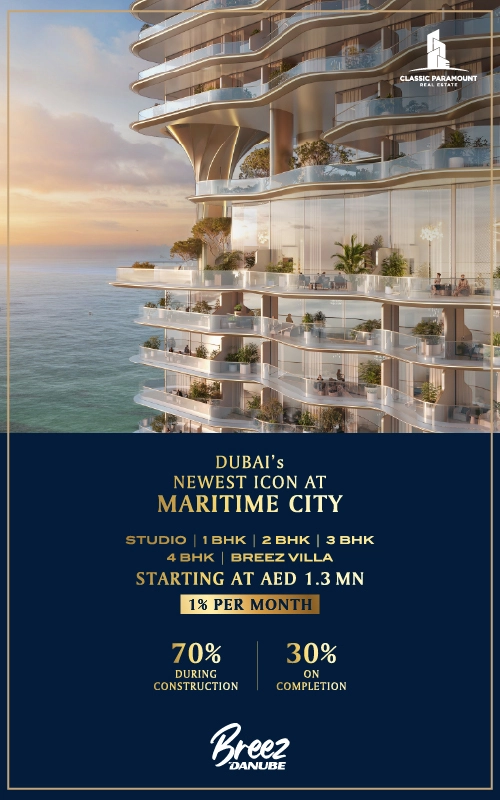 CLASSIC PARAMOUNT
REAL ESTATE
DUBAI's
NEWEST ICON AT
MARITIME CITY
STUDIO | 1 BHK | 2 BHK | 3 BHK
4 BHK | BREEZ VILLA
STARTING AT AED 1.3 MN
1% PER MONTH
70%
DURING
CONSTRUCTION
30%
ON
COMPLETION
Breez
DANUBE